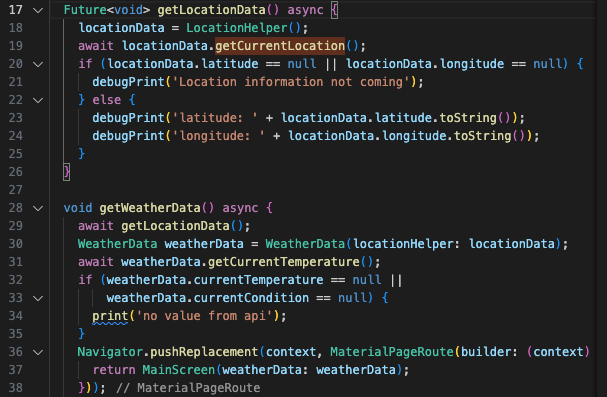 17 Future<void> getLocationData() async {
18 locationData = LocationHelper();
19 await locationData.getCurrentLocation();
20 if (locationData.latitude == null || locationData.longitude == null) {
21 debugPrint('Location information not coming');
22 } else {
23 debugPrint('latitude: ' + locationData.latitude.toString());
24 debugPrint('longitude: ' + locationData.longitude.toString());
25 }
26 }
27
28 void getWeatherData() async {
29 await getLocationData();
30 WeatherData weatherData = WeatherData(locationHelper: locationData);
31 await weatherData.getCurrentTemperature();
32 if (weatherData.currentTemperature == null ||
33 weatherData.currentCondition == null) {
34 print('no value from api');
35 }
36 Navigator.pushReplacement(context, MaterialPageRoute(builder: (context)
37 return MainScreen(weatherData: weatherData);
38 })); // MaterialPageRoute